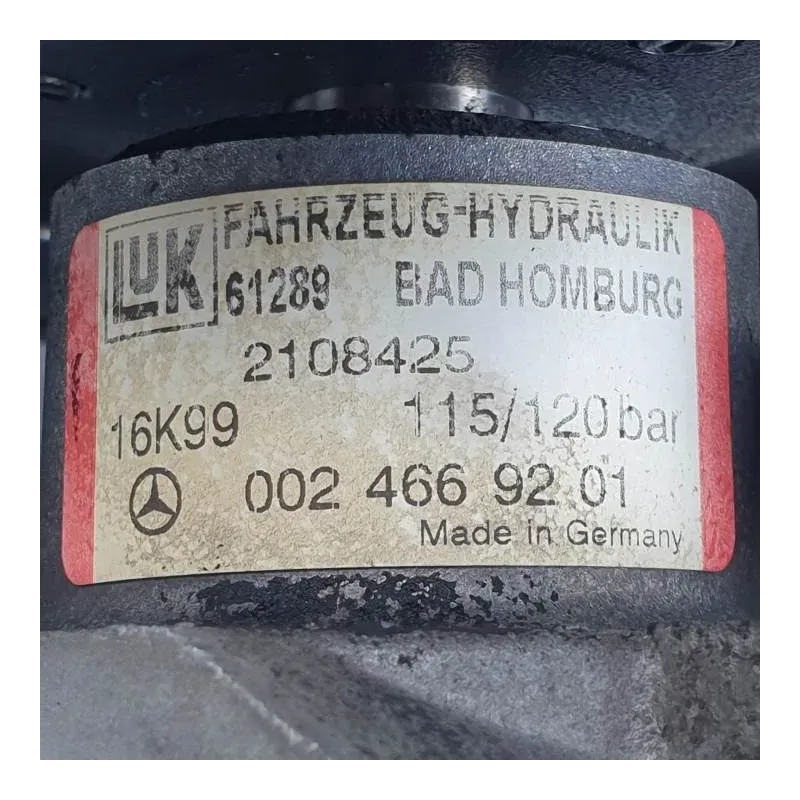 LuK FAHRZEUG-HYDRAULIK
61289 BAD HOMBURG
2108425
16K99 115/120 bar
002 466 92 01
Made in Germany